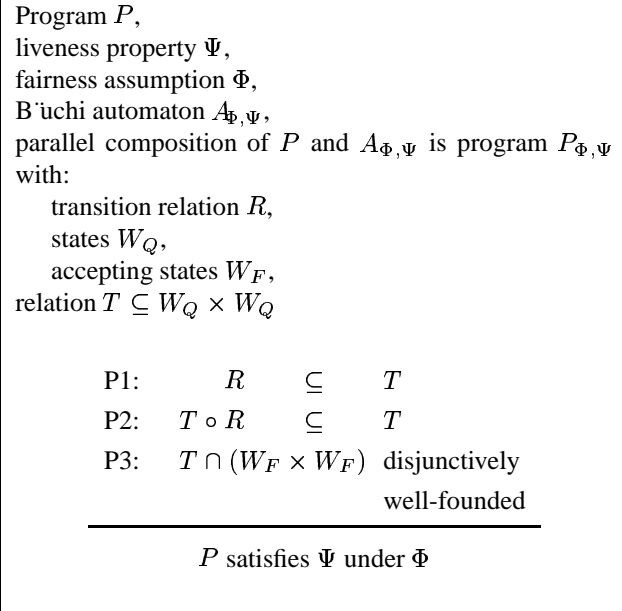 Program P,
liveness property Ψ,
fairness assumption Φ,
B¨uchi automaton A_{Φ,Ψ},
parallel composition of P and A_{Φ,Ψ} is program P_{Φ,Ψ}
with:
transition relation R,
states W_Q,
accepting states W_F,
relation T ⊆ W_Q × W_Q
P1: R ⊆ T
P2: T ∘ R ⊆ T
P3: T ∩ (W_F × W_F) disjunctively
well-founded
P satisfies Ψ under Φ